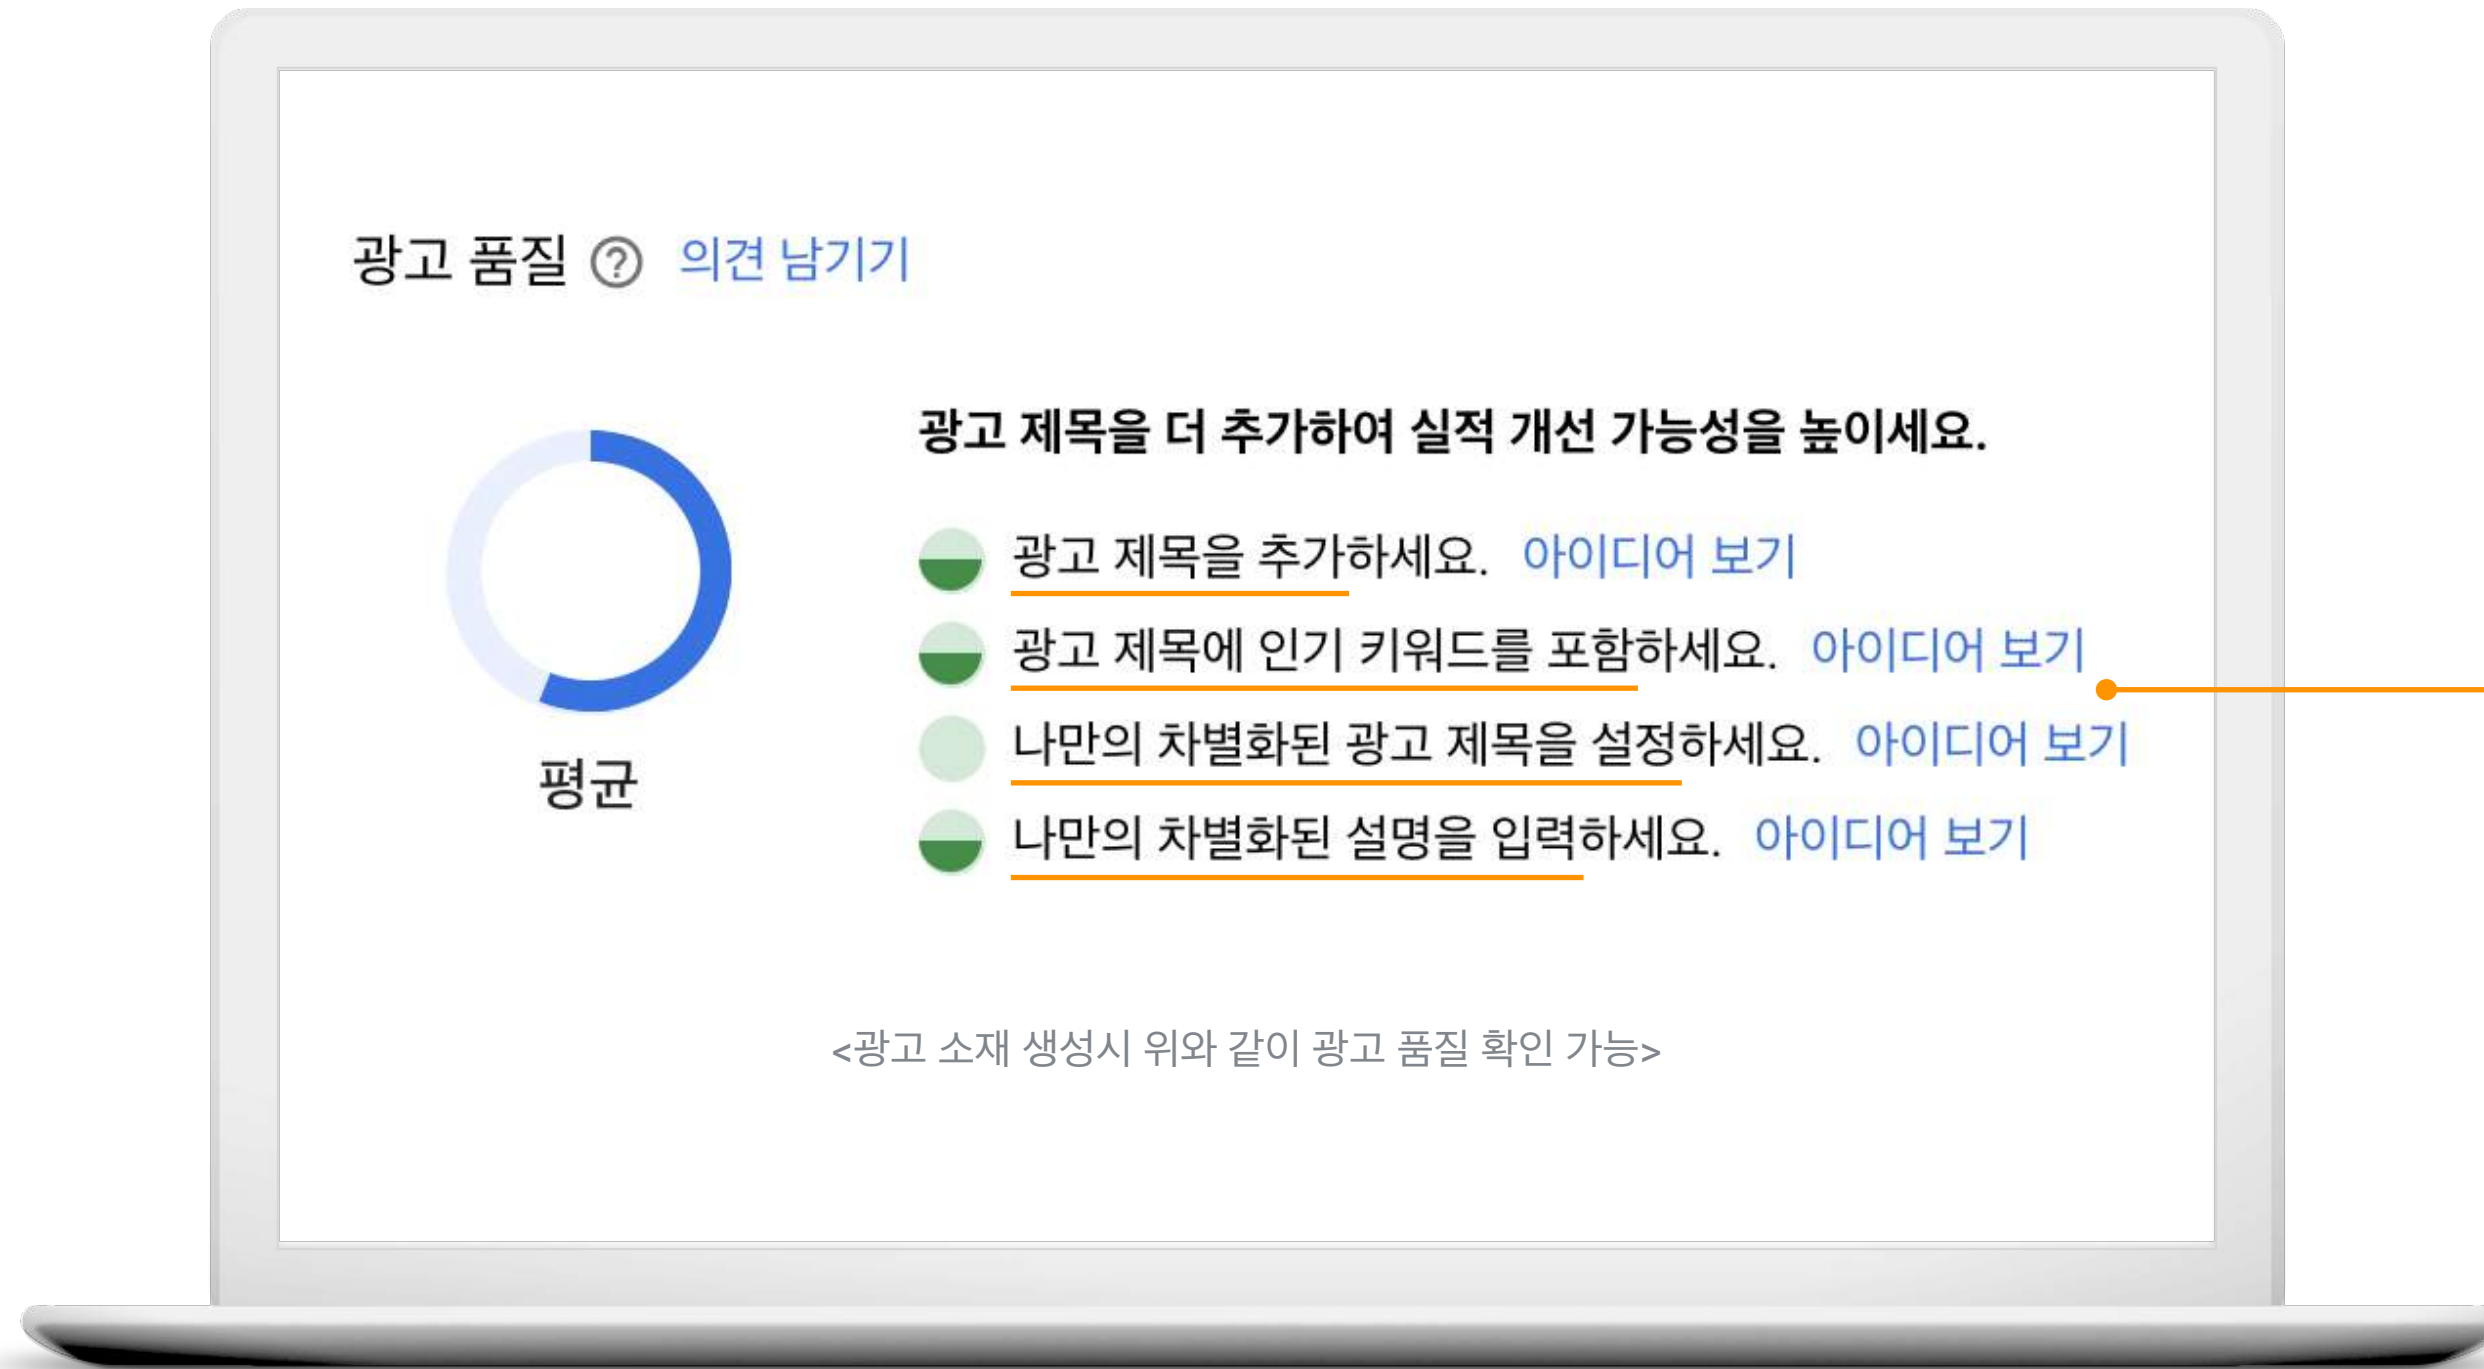 광고 품질 ? 의견 남기기
광고 제목을 더 추가하여 실적 개선 가능성을 높이세요.
광고 제목을 추가하세요. 아이디어 보기
광고 제목에 인기 키워드를 포함하세요. 아이디어 보기
나만의 차별화된 광고 제목을 설정하세요. 아이디어 보기
나만의 차별화된 설명을 입력하세요. 아이디어 보기
평균
<광고 소재 생성시 위와 같이 광고 품질 확인 가능>